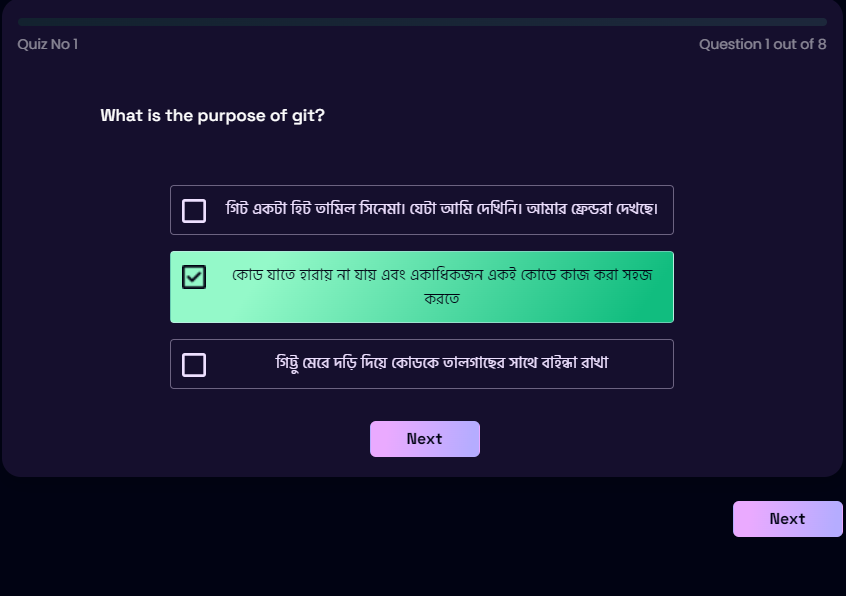 Quiz No 1
Question 1 out of 8
What is the purpose of git?
গিট একটা হিট তামিল সিনেমা। যেটা আমি দেখিনি। আমার ফ্রেন্ডরা দেখছে।
কোড যাতে হারায় না যায় এবং একাধিকজন একই কোডে কাজ করা সহজ
করতে
গিট্টু মেরে দড়ি দিয়ে কোডকে তালগাছের সাথে বাইন্ধা রাখা
Next
Next